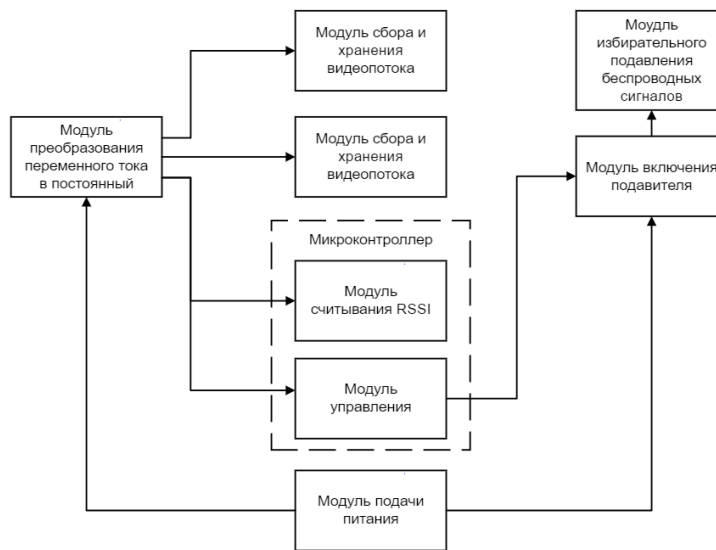 Модуль сбора и
хранения
видеопотока
Моудль
избирательного
подавления
беспроводных
сигналов
Модуль
преобразования
переменного тока
в постоянный
Модуль сбора и
хранения
видеопотока
Модуль включения
подавителя
Микроконтроллер
Модуль
считывания RSSI
Модуль
управления
Модуль подачи
питания